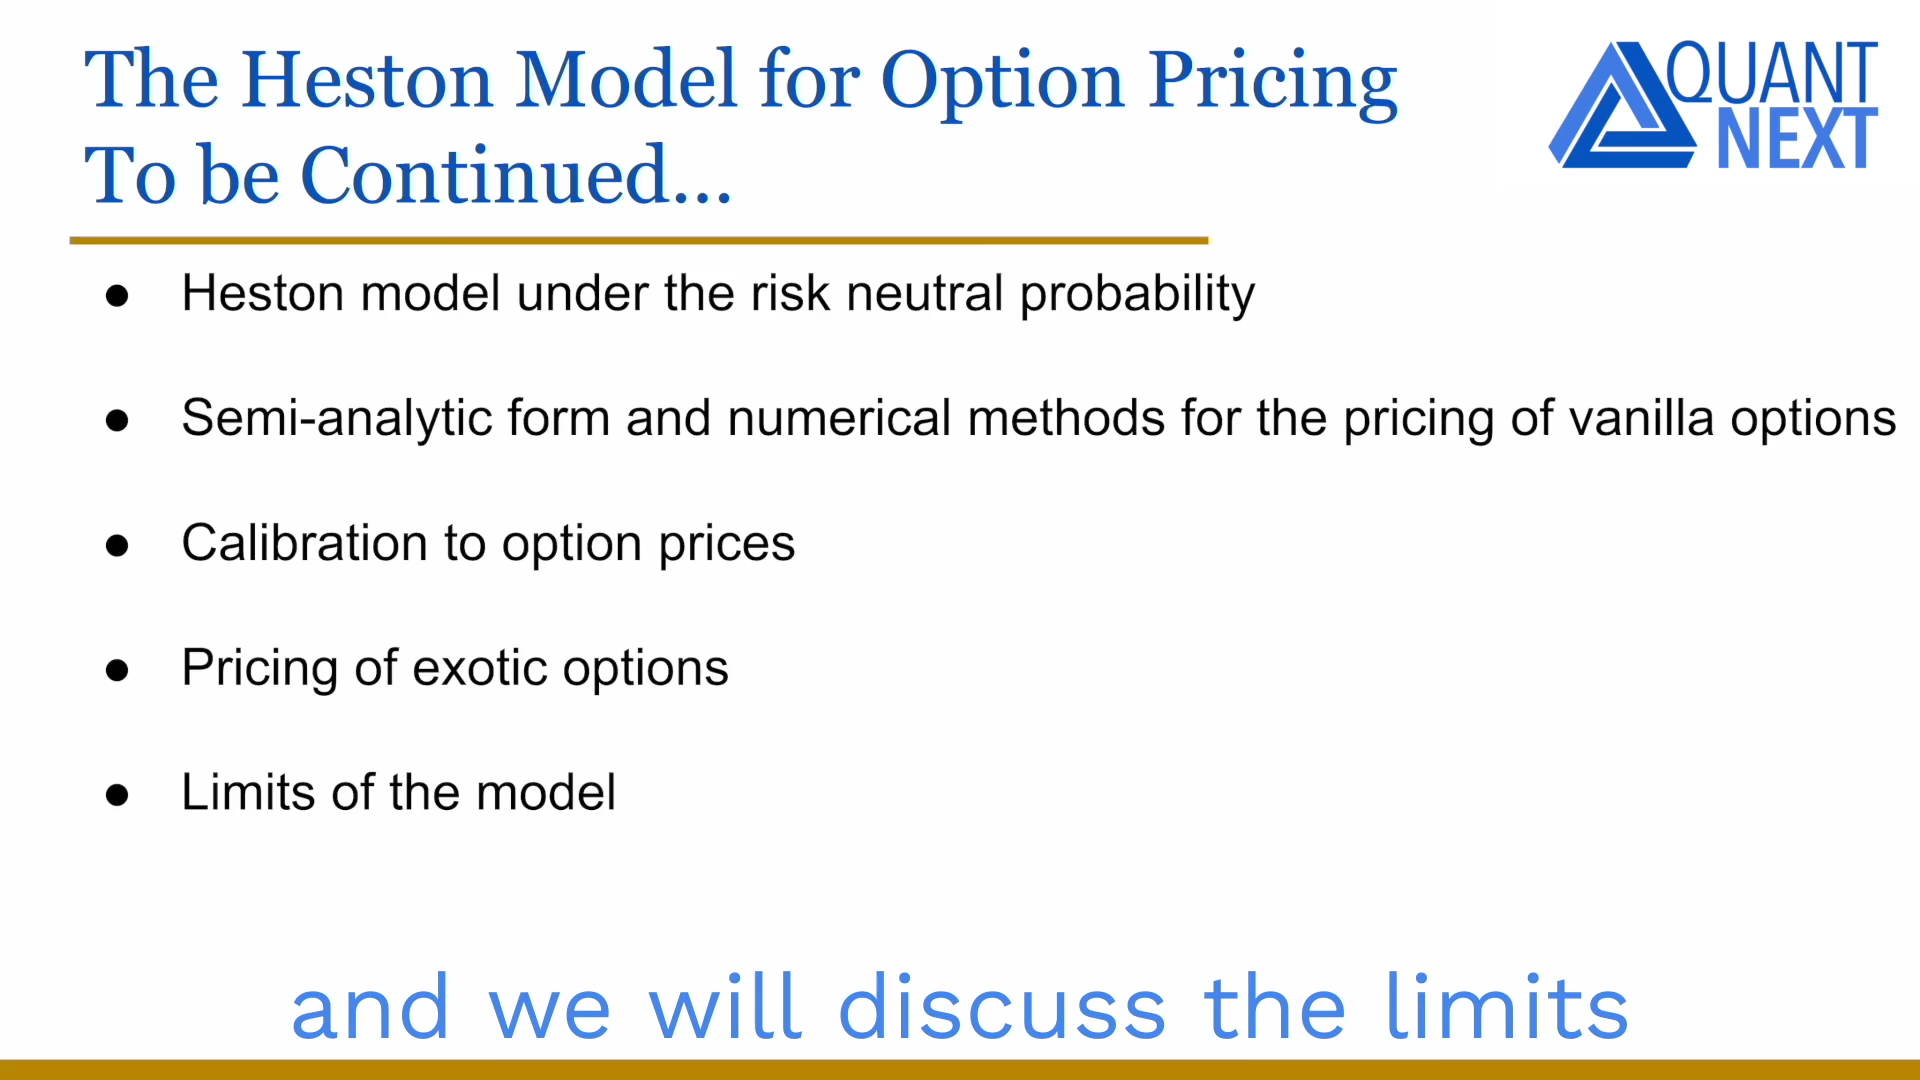 The Heston Model for Option Pricing
To be Continued...
QUANT
NEXT
● Heston model under the risk neutral probability
● Semi-analytic form and numerical methods for the pricing of vanilla options
● Calibration to option prices
● Pricing of exotic options
● Limits of the model
and we will discuss the limits